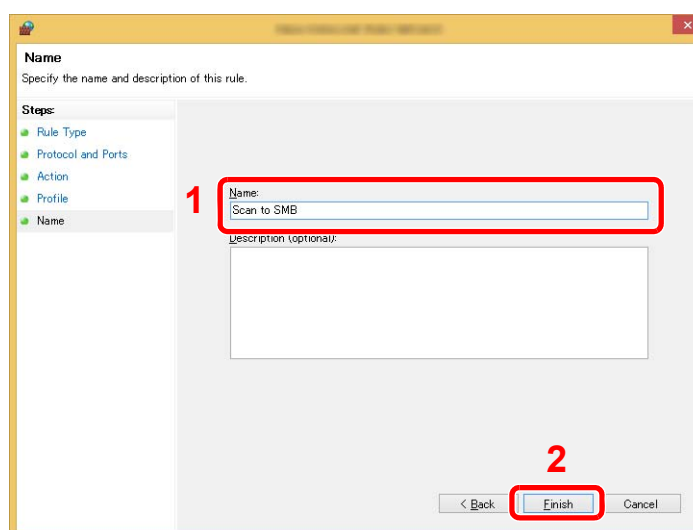 Name
Specify the name and description of this rule.
Steps:
Rule Type
Protocol and Ports
Action
Profile
Name
1
Name:
Scan to SMB
Description (optional):
2
< Back
Finish
Cancel